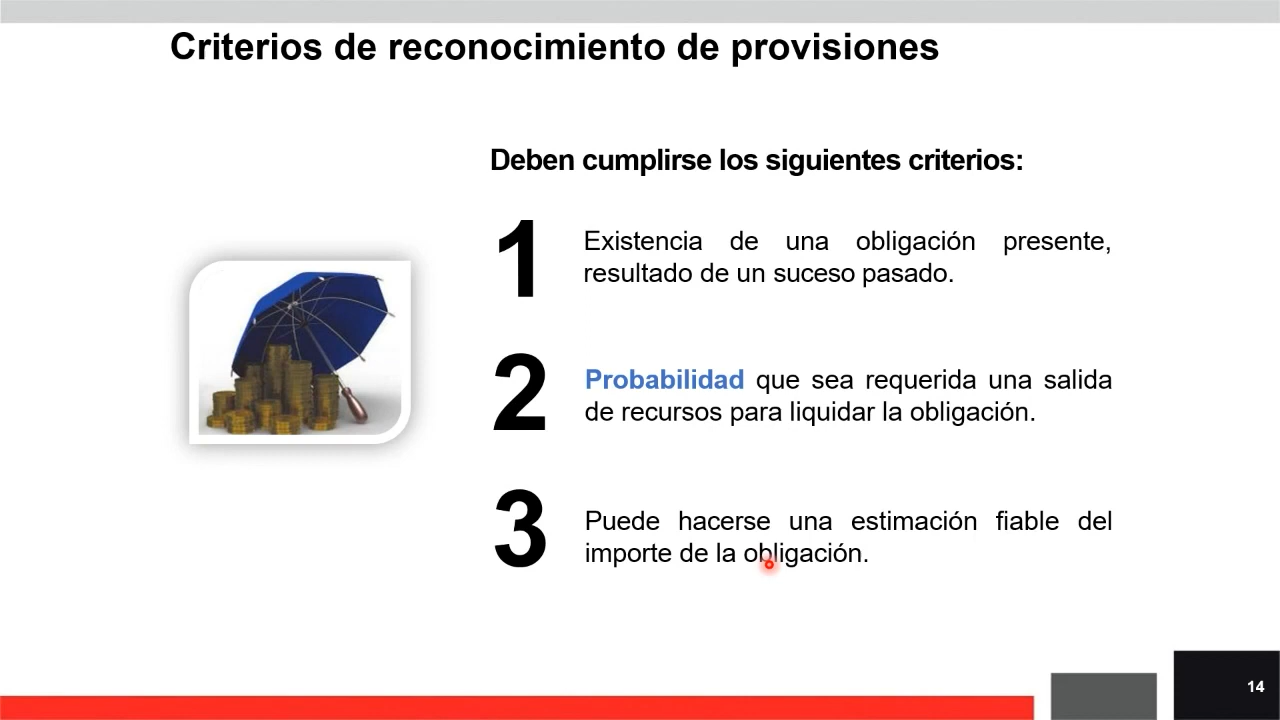 Criterios de reconocimiento de provisiones
Deben cumplirse los siguientes criterios:
1
Existencia de una obligación presente,
resultado de un suceso pasado.
2
Probabilidad que sea requerida una salida
de recursos para liquidar la obligación.
3
Puede hacerse una estimación fiable del
importe de la obligación.
14